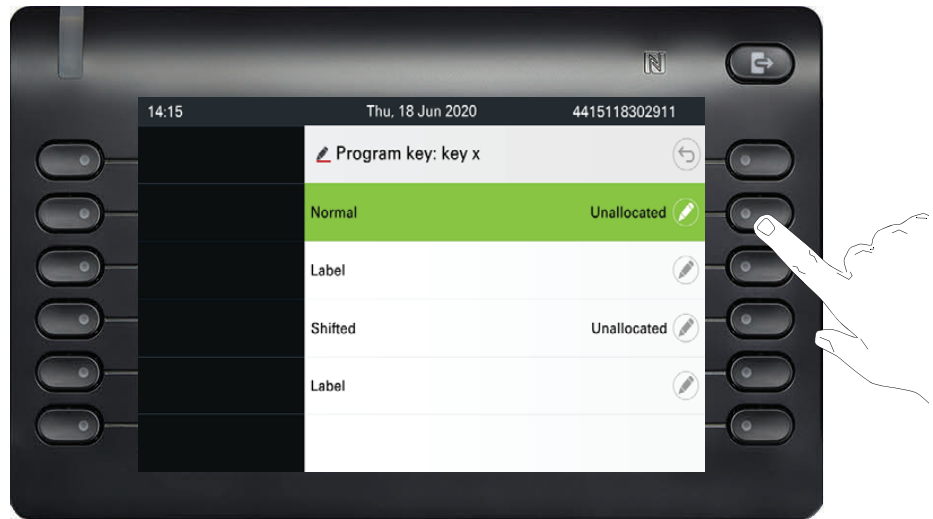 14:15 Thu, 18 Jun 2020 4415118302911
Program key: key x
Normal Unallocated
Label
Shifted Unallocated
Label